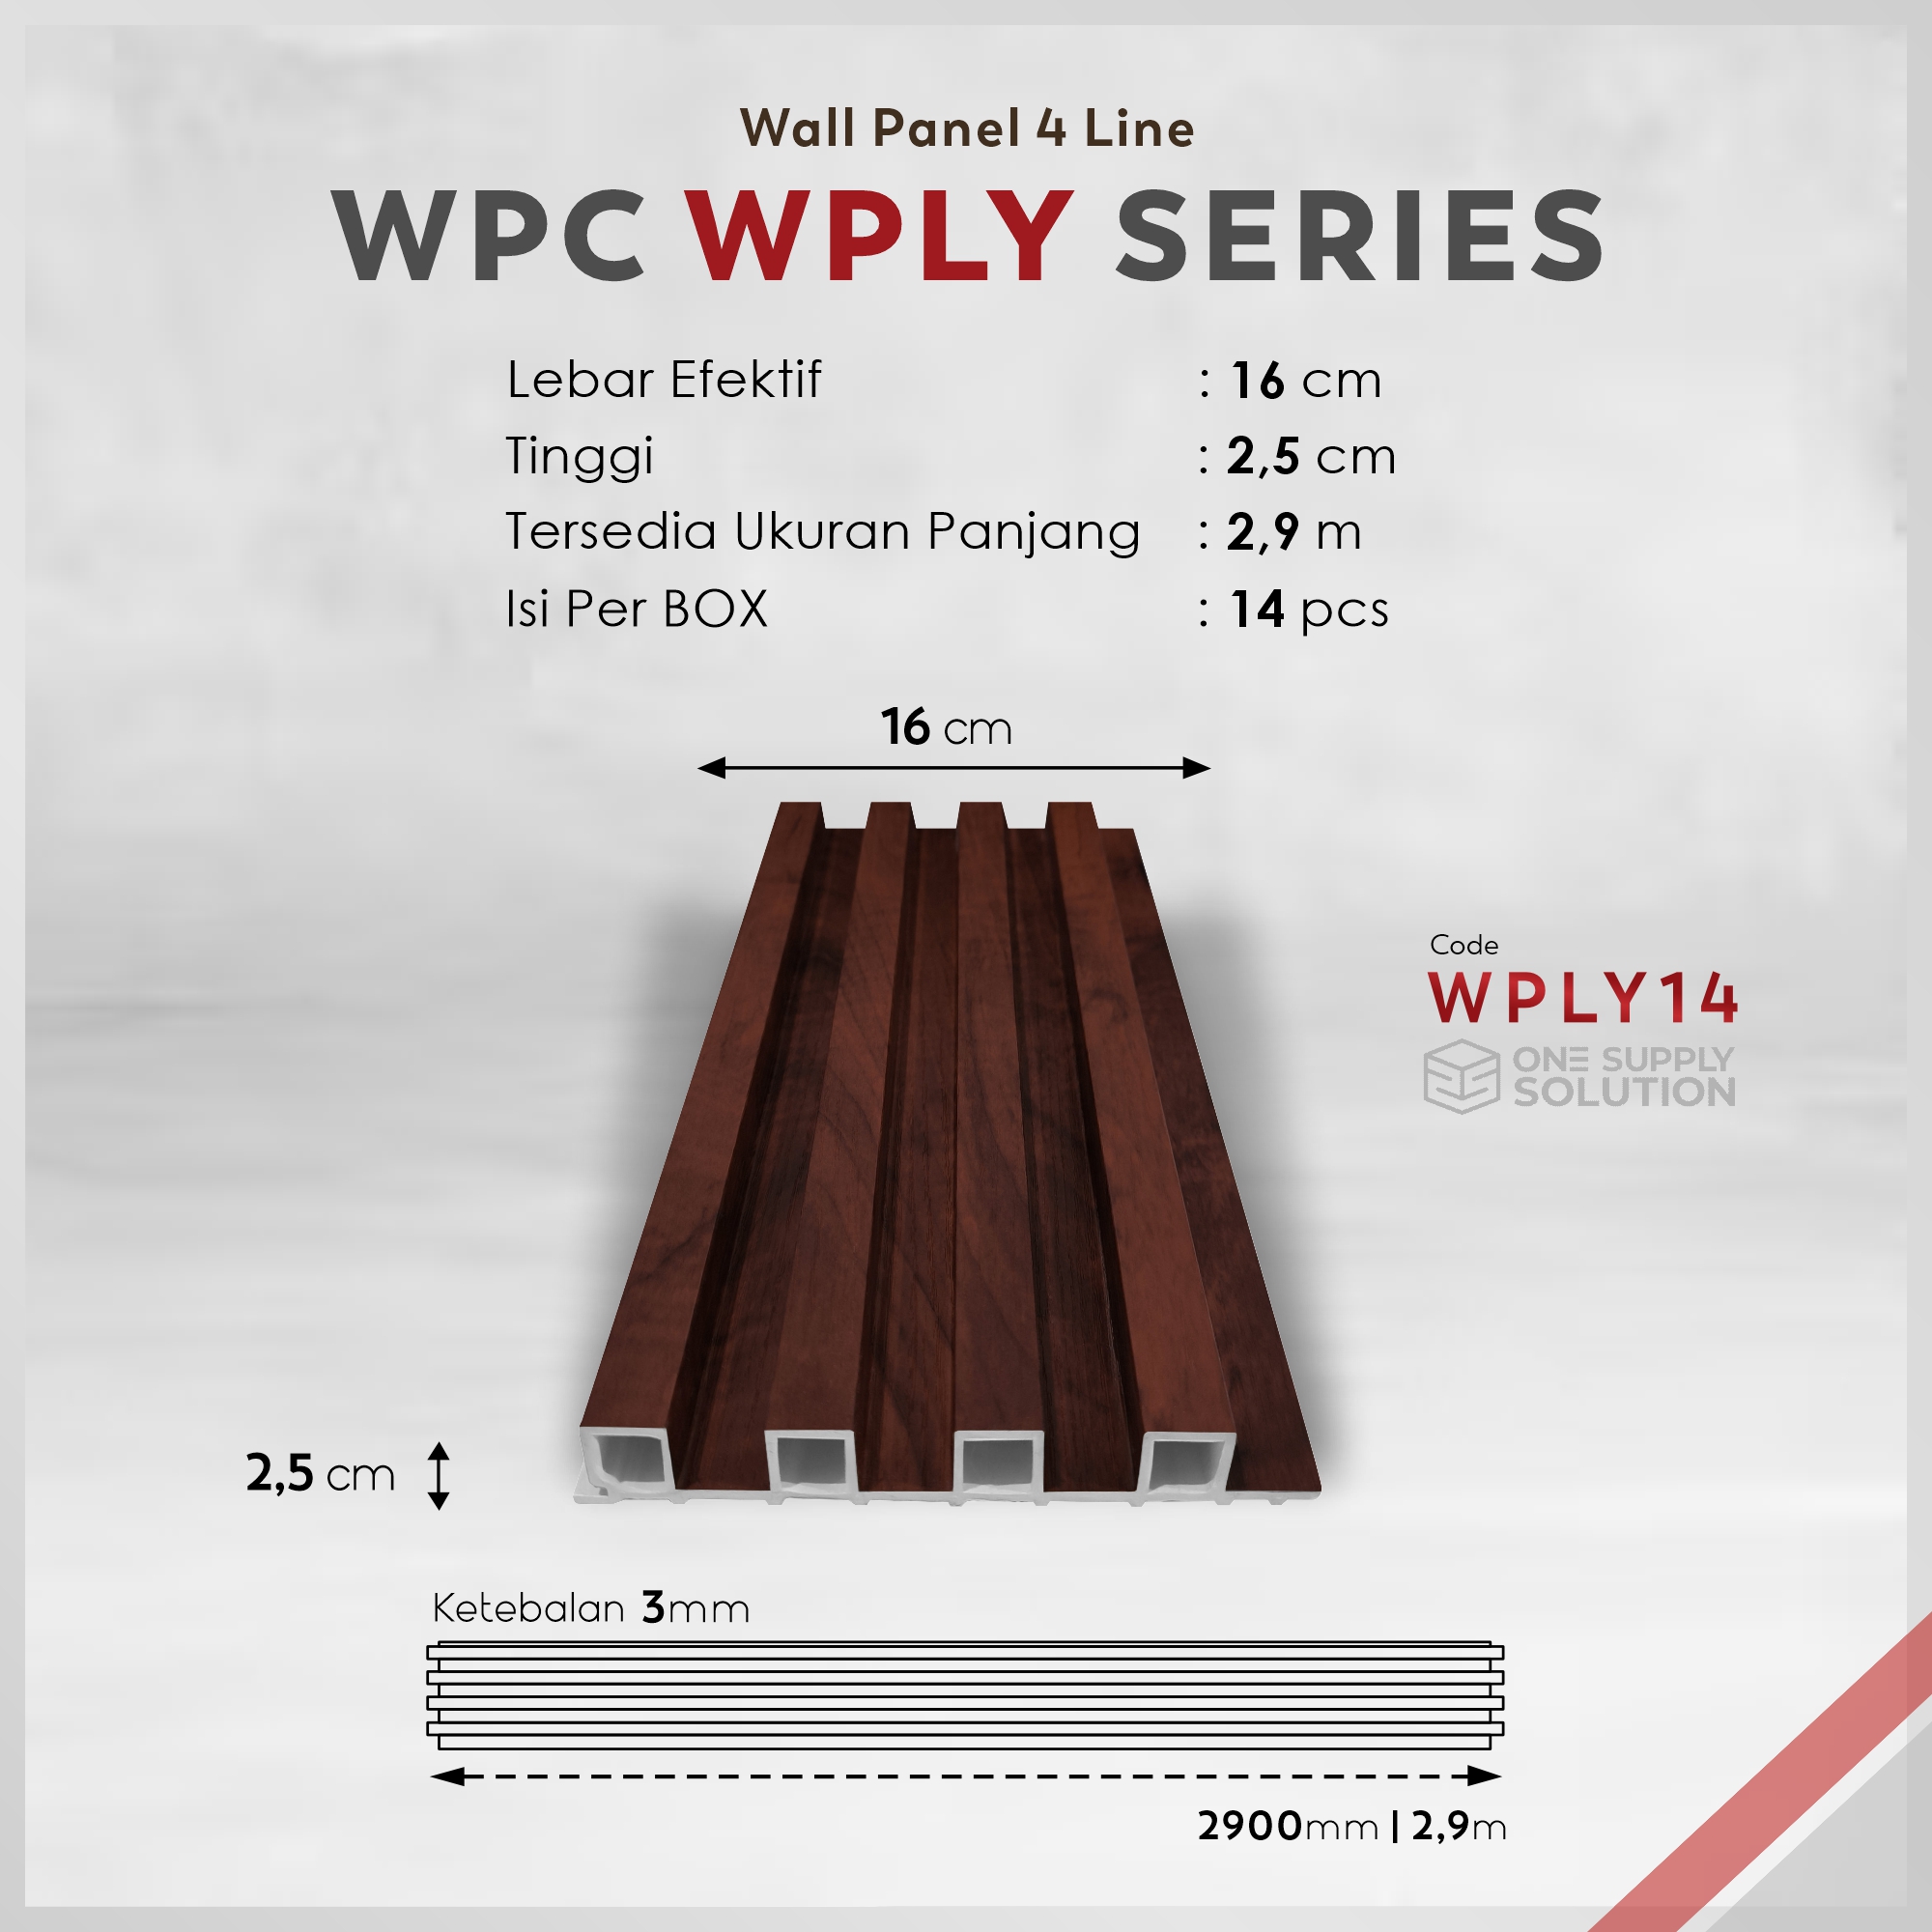 Wall Panel 4 Line
WPC WPLY SERIES
Lebar Efektif : 16 cm
Tinggi : 2,5 cm
Tersedia Ukuran Panjang : 2,9 m
Isi Per BOX : 14 pcs
16 cm
Code
WPLY14
ONE SUPPLY
SOLUTION
2,5 cm
Ketebalan 3mm
2900mm | 2,9m